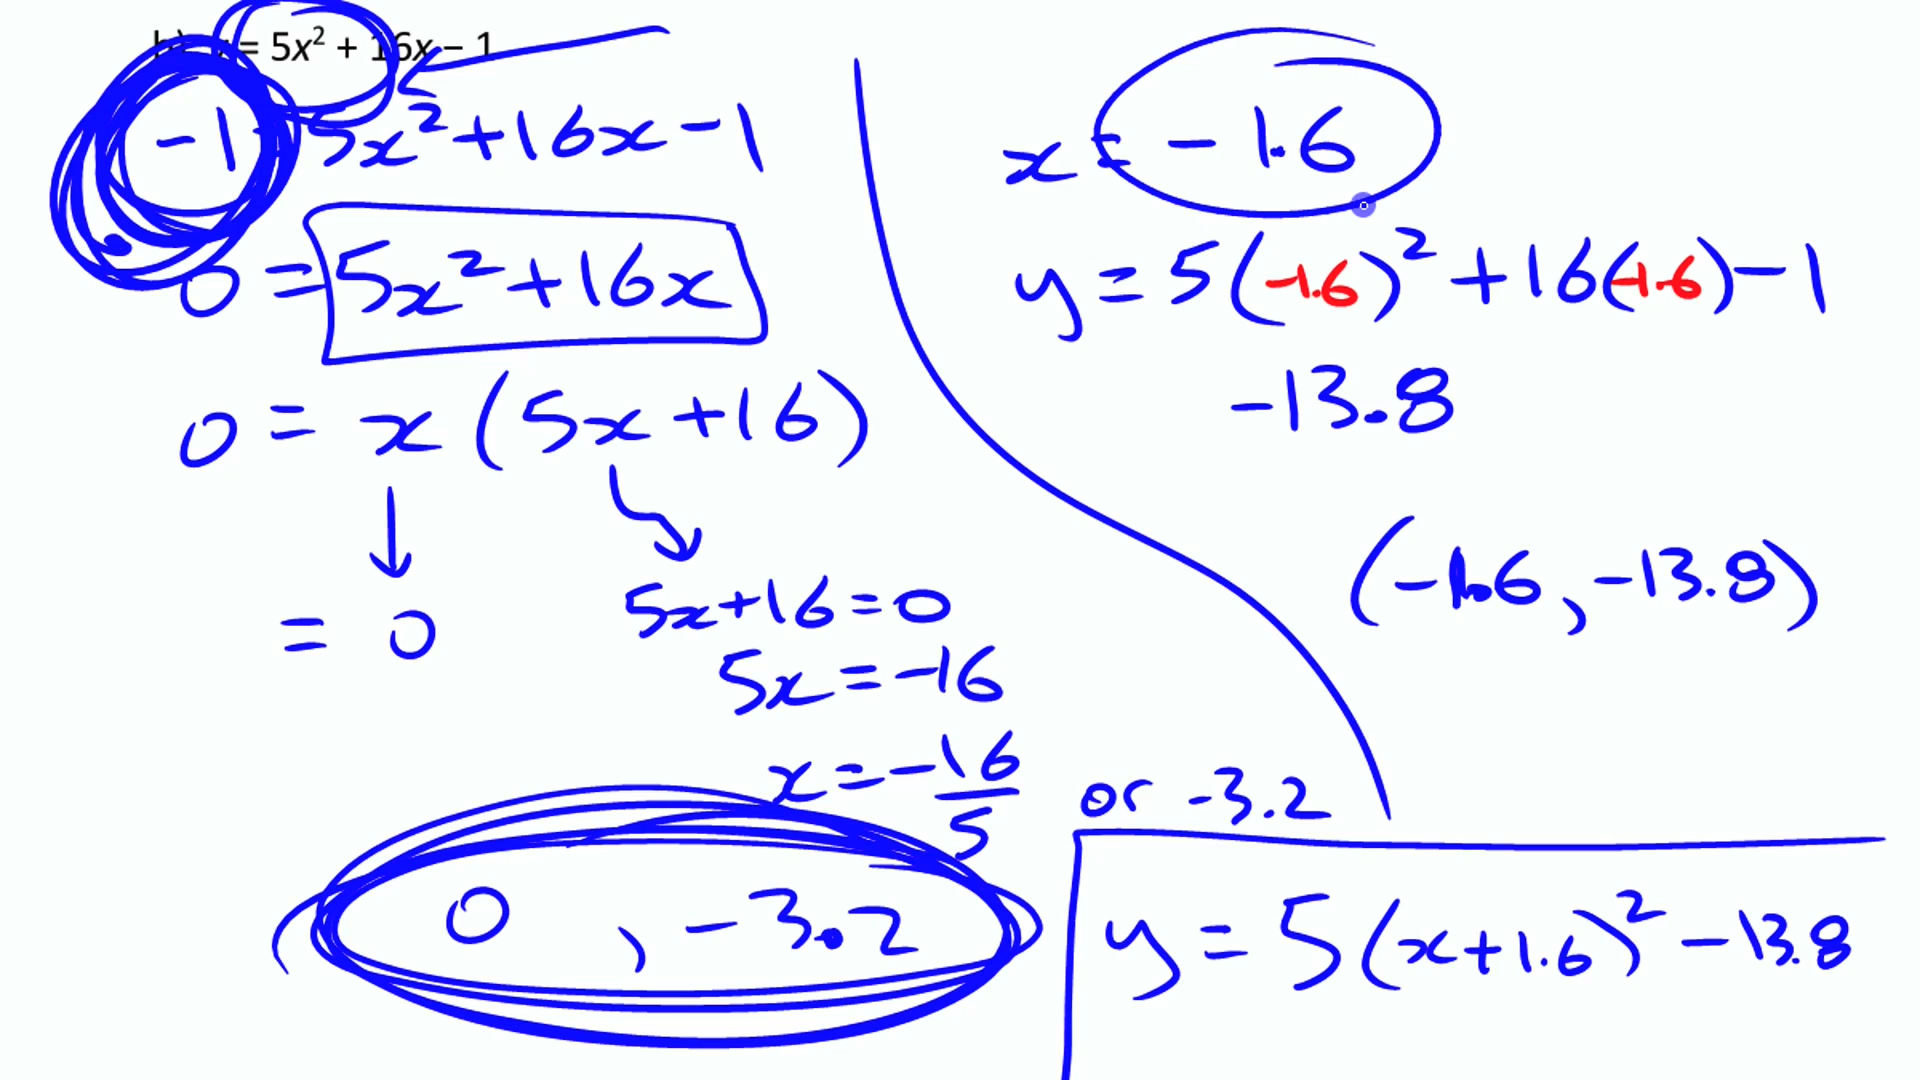 b) y = 5x² + 16x − 1
-1 = 5x² + 16x - 1
0 = 5x² + 16x
0 = x(5x + 16)
= 0
5x + 16 = 0
5x = -16
x = -16/5 or -3.2
0, -3.2
x = -1.6
y = 5(-1.6)² + 16(-1.6) - 1
-13.8
(-1.6, -13.8)
y = 5(x + 1.6)² - 13.8